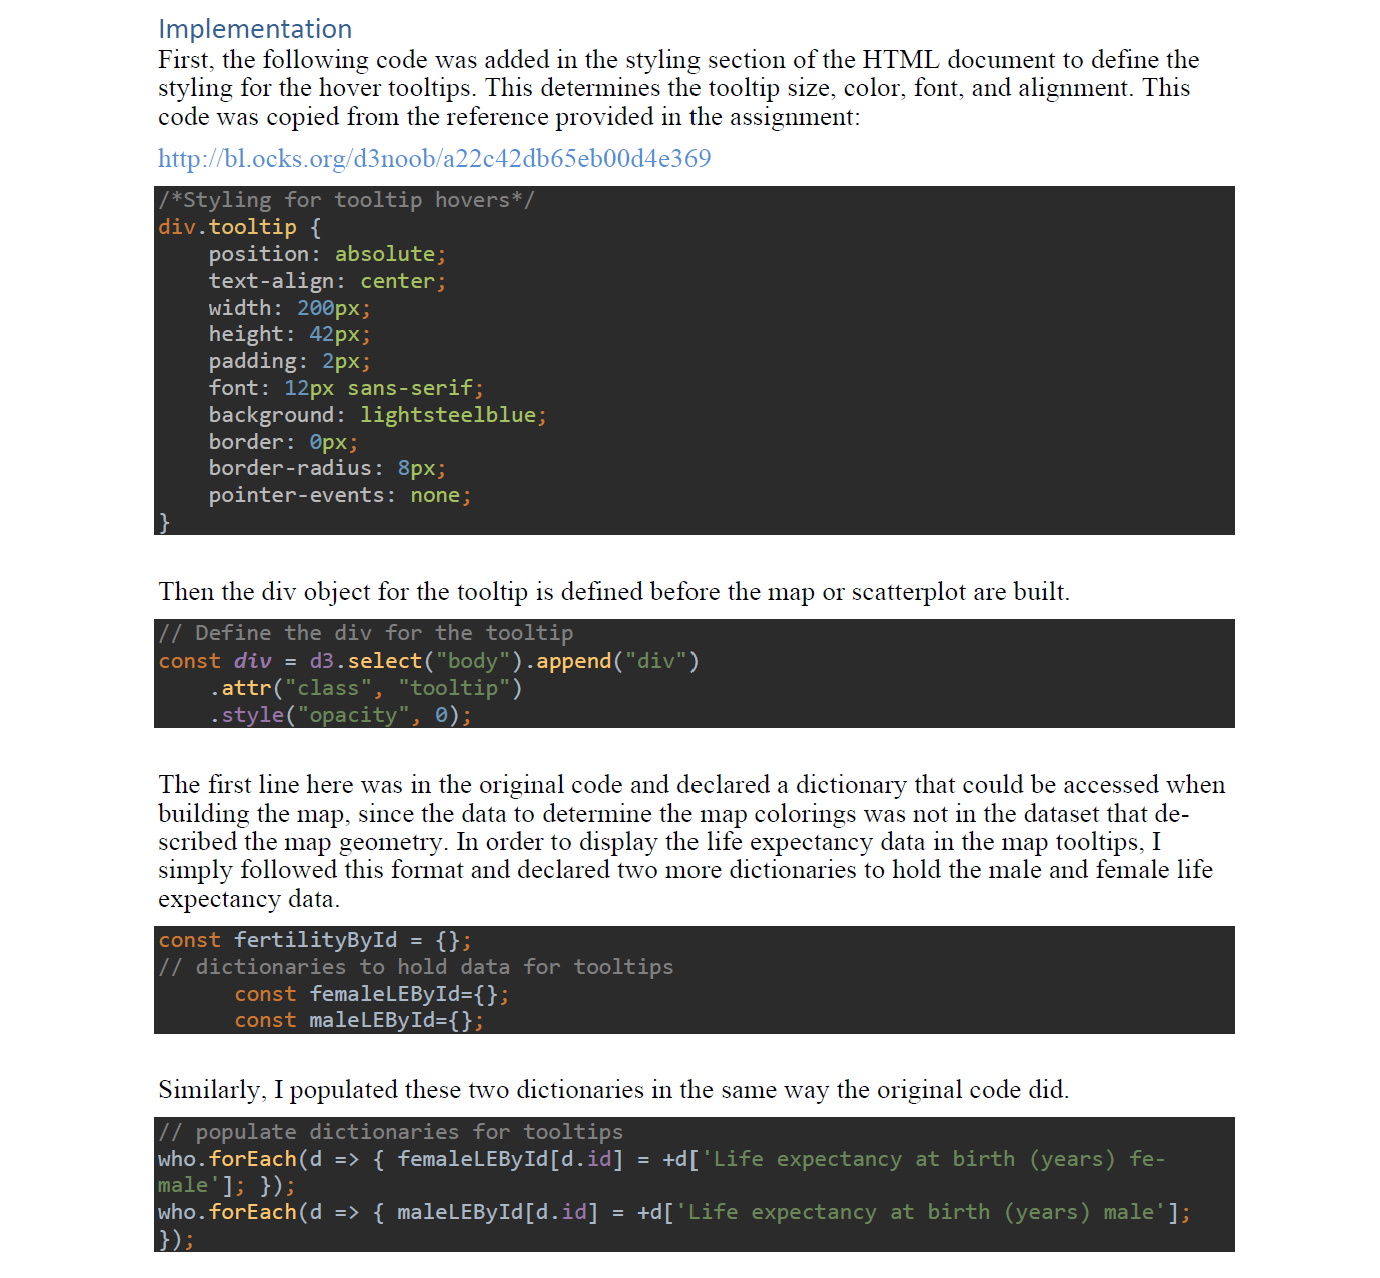 Implementation
First, the following code was added in the styling section of the HTML document to define the
styling for the hover tooltips. This determines the tooltip size, color, font, and alignment. This
code was copied from the reference provided in the assignment:
http://bl.ocks.org/d3noob/a22c42db65eb00d4e369
/*Styling for tooltip hovers*/
div.tooltip {
    position: absolute;
    text-align: center;
    width: 200px;
    height: 42px;
    padding: 2px;
    font: 12px sans-serif;
    background: lightsteelblue;
    border: 0px;
    border-radius: 8px;
    pointer-events: none;
}
Then the div object for the tooltip is defined before the map or scatterplot are built.
// Define the div for the tooltip
const div = d3.select("body").append("div")
    .attr("class", "tooltip")
    .style("opacity", 0);
The first line here was in the original code and declared a dictionary that could be accessed when
building the map, since the data to determine the map colorings was not in the dataset that de-
scribed the map geometry. In order to display the life expectancy data in the map tooltips, I
simply followed this format and declared two more dictionaries to hold the male and female life
expectancy data.
const fertilityById = {};
// dictionaries to hold data for tooltips
      const femaleLEById={};
      const maleLEById={};
Similarly, I populated these two dictionaries in the same way the original code did.
// populate dictionaries for tooltips
who.forEach(d => { femaleLEById[d.id] = +d['Life expectancy at birth (years) fe-
male']; });
who.forEach(d => { maleLEById[d.id] = +d['Life expectancy at birth (years) male'];
});